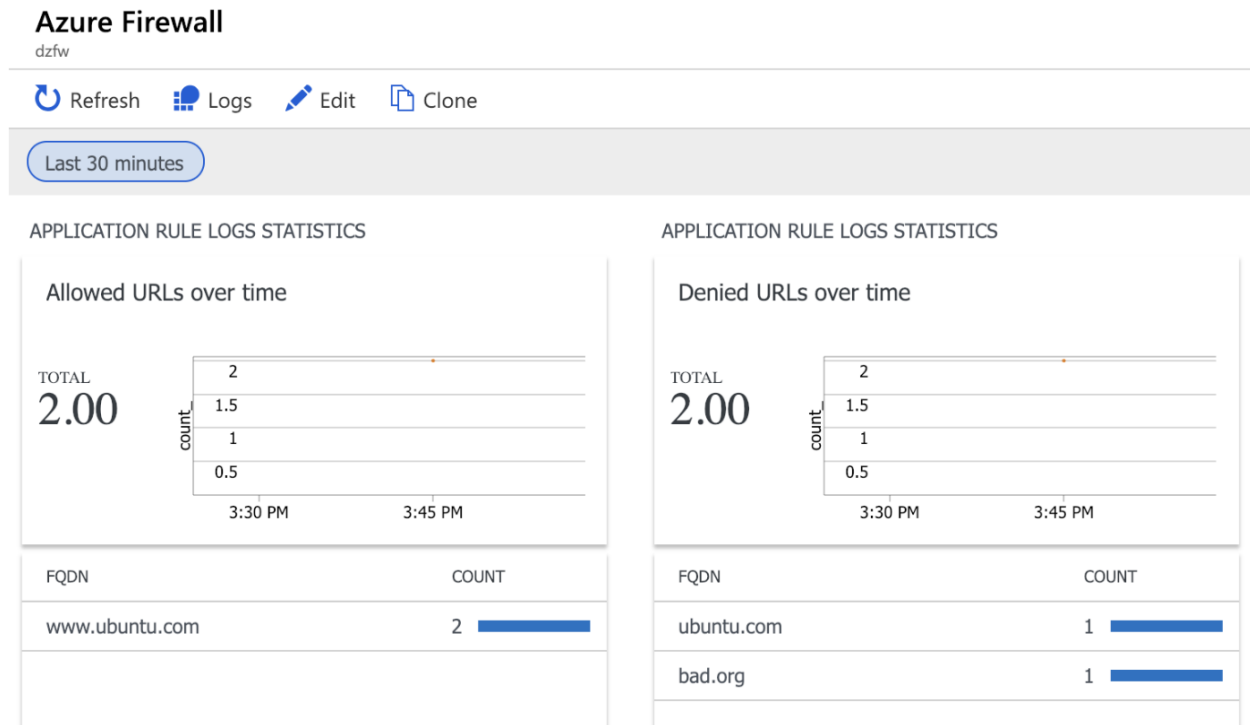 Azure Firewall
dzfw
Refresh Logs Edit Clone
Last 30 minutes
APPLICATION RULE LOGS STATISTICS
Allowed URLs over time
TOTAL
2.00
count_
2
1.5
1
0.5
3:30 PM 3:45 PM
FQDN COUNT
www.ubuntu.com 2
APPLICATION RULE LOGS STATISTICS
Denied URLs over time
TOTAL
2.00
count_
2
1.5
1
0.5
3:30 PM 3:45 PM
FQDN COUNT
ubuntu.com 1
bad.org 1